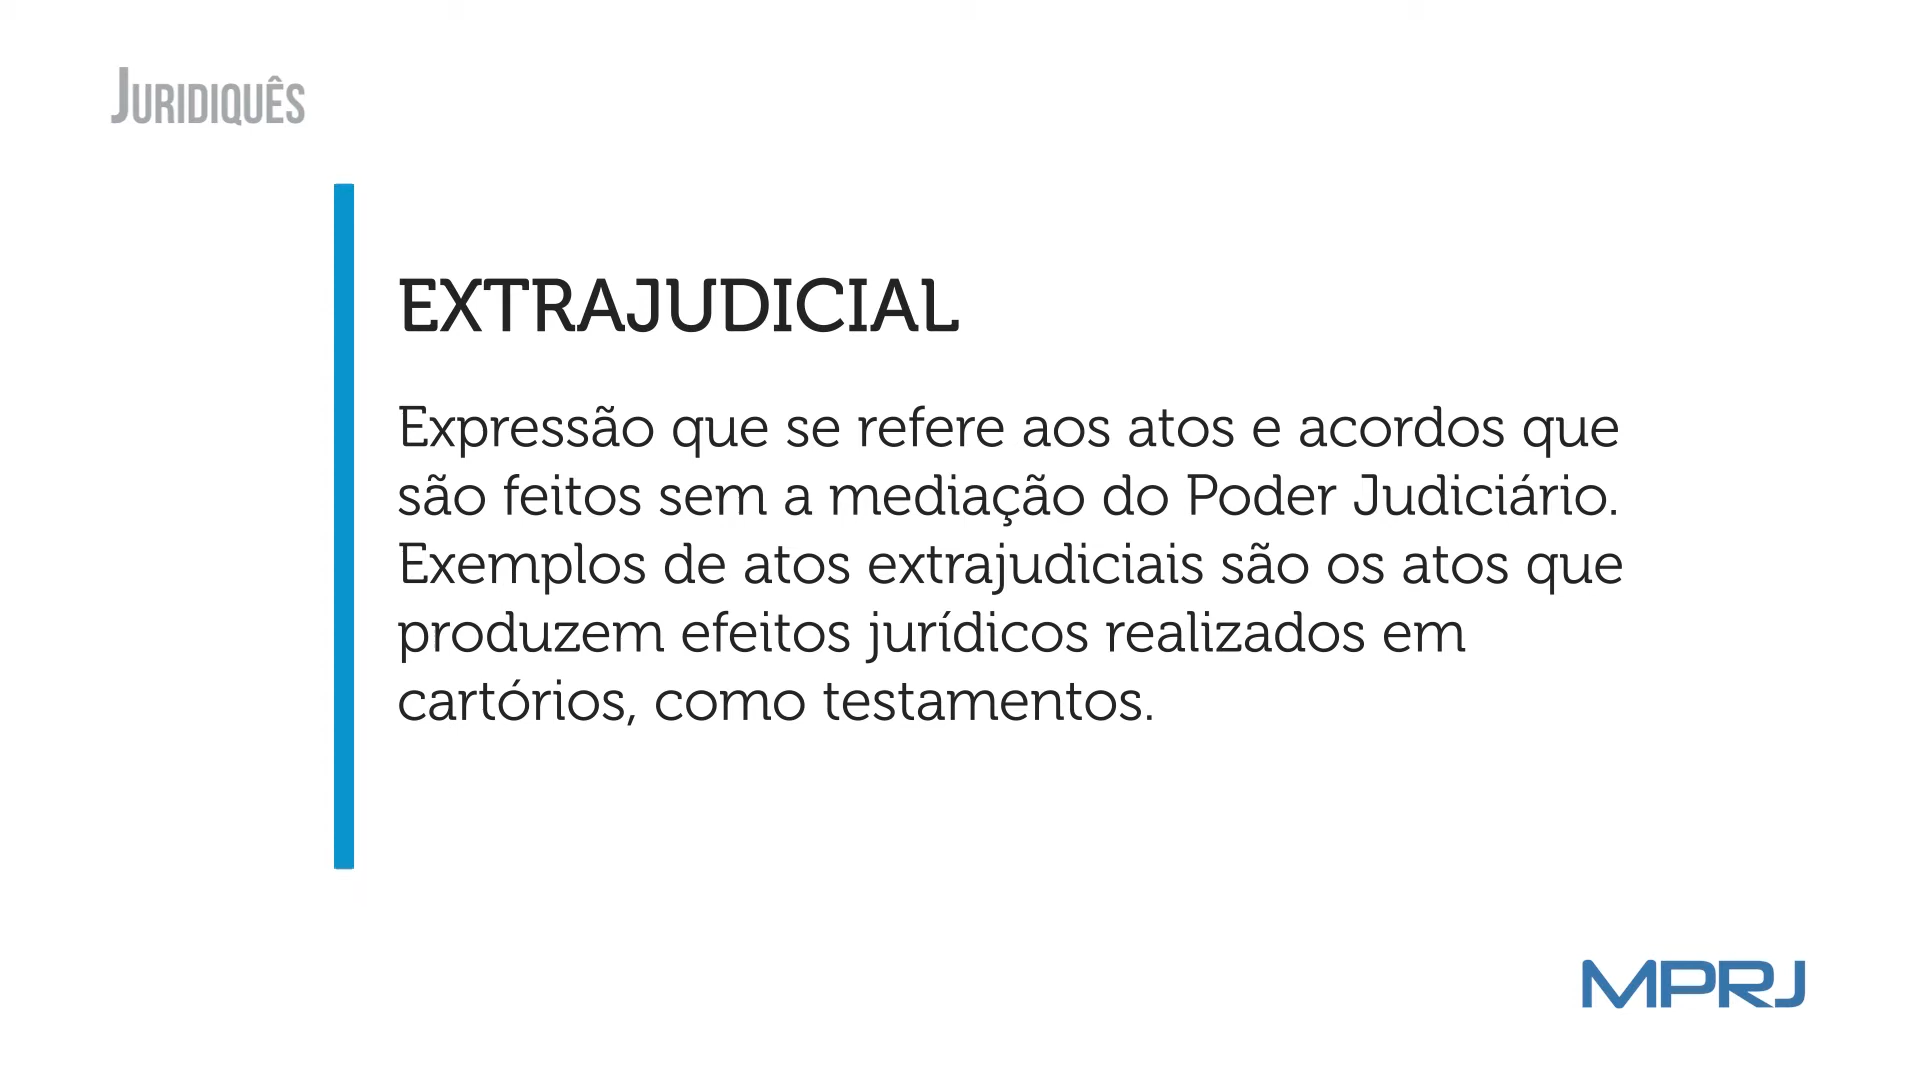 JURIDIQUÊS
EXTRAJUDICIAL
Expressão que se refere aos atos e acordos que
são feitos sem a mediação do Poder Judiciário.
Exemplos de atos extrajudiciais são os atos que
produzem efeitos jurídicos realizados em
cartórios, como testamentos.
MPRJ